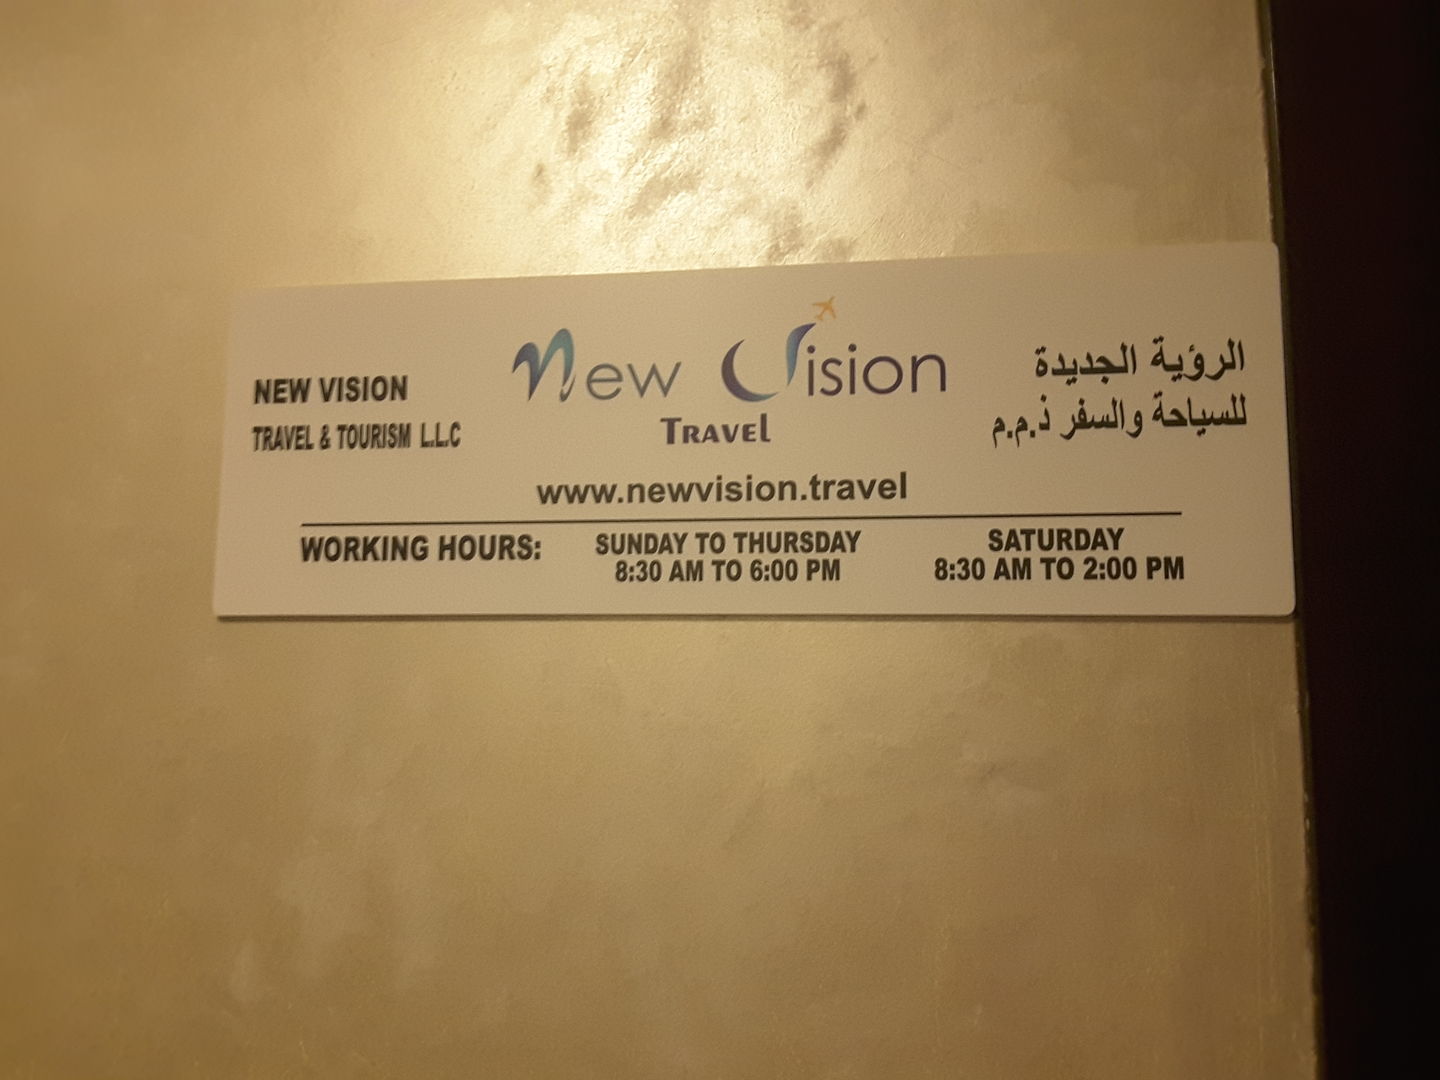 NEW VISION
TRAVEL & TOURISM L.L.C
New Vision
TRAVEL
الرؤية الجديدة
للسياحة والسفر ذ.م.م
www.newvision.travel
WORKING HOURS:
SUNDAY TO THURSDAY
8:30 AM TO 6:00 PM
SATURDAY
8:30 AM TO 2:00 PM